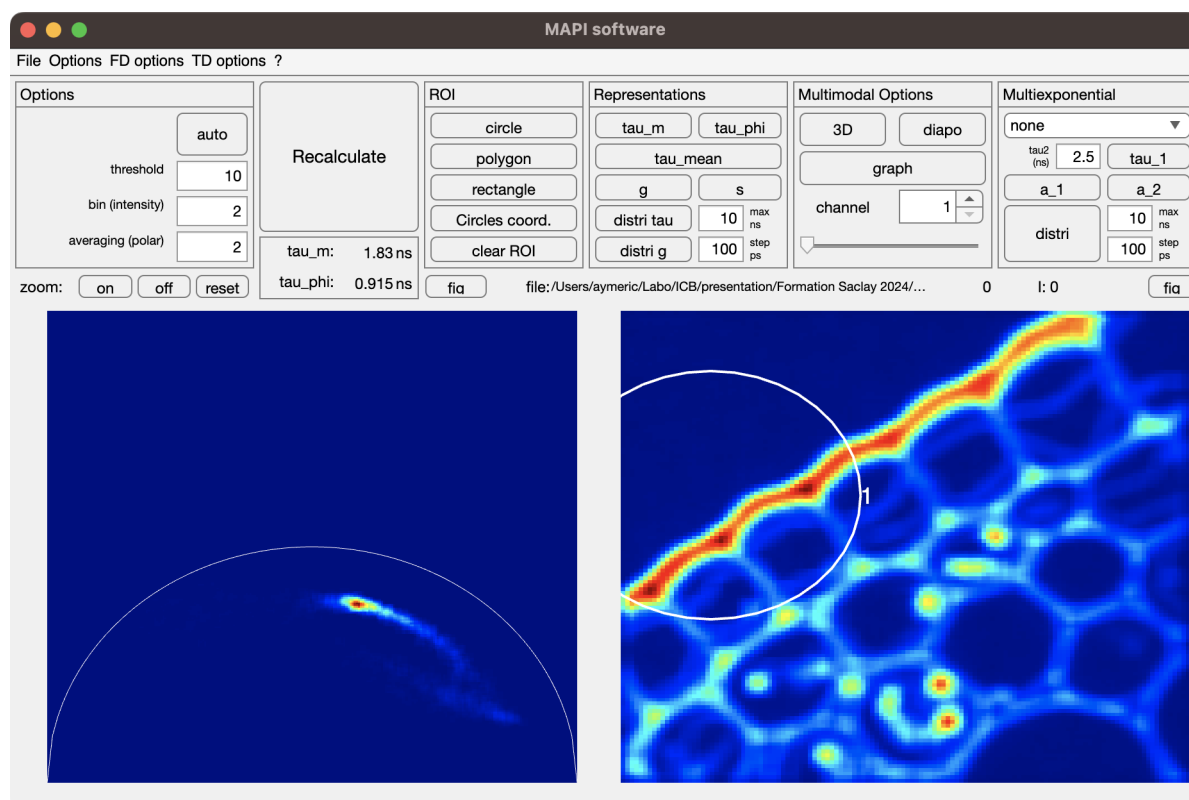 MAPI software
File Options FD options TD options ?
Options
auto
threshold 10
bin (intensity) 2
averaging (polar) 2
Recalculate
tau_m: 1.83 ns
tau_phi: 0.915 ns
ROI
circle
polygon
rectangle
Circles coord.
clear ROI
Representations
tau_m tau_phi
tau_mean
g s
distri tau 10 max ns
distri g 100 step ps
Multimodal Options
3D diapo
graph
channel 1
Multiexponential
none
tau2 (ns) 2.5 tau_1
a_1 a_2
distri 10 max ns
100 step ps
zoom: on off reset
fig file:/Users/aymeric/Labo/ICB/presentation/Formation Saclay 2024/... 0 I: 0 fig
1